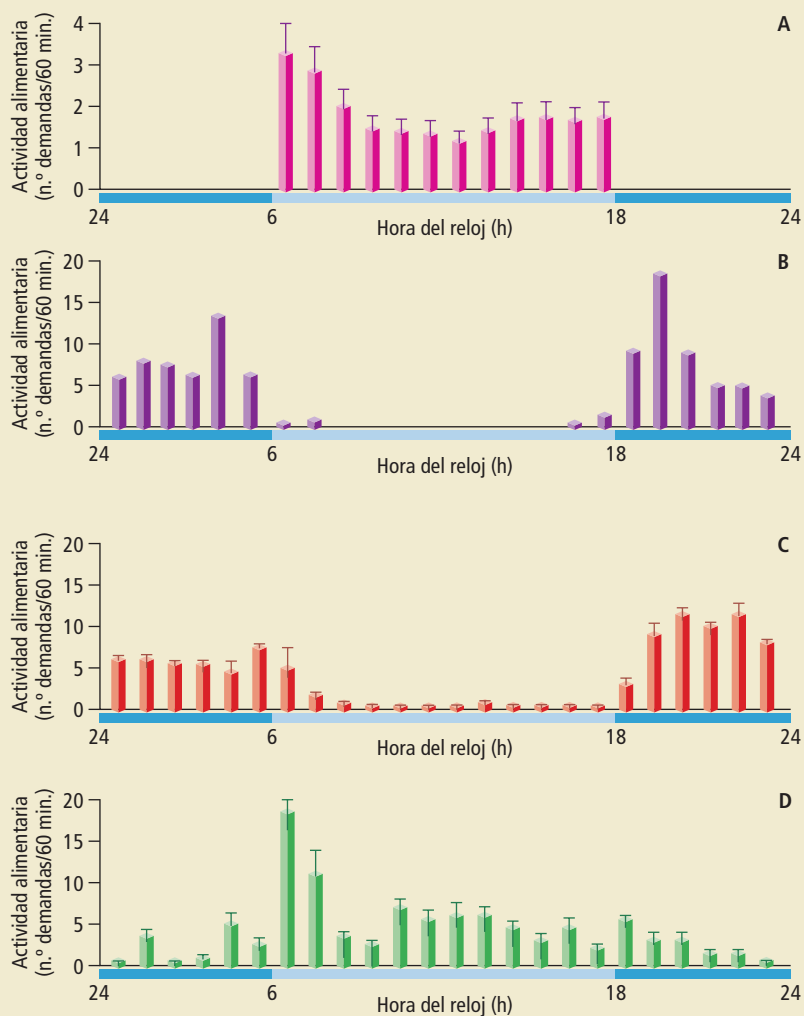 Actividad alimentaria
(n.º demandas/60 min.)
4
3
2
1
0
A
24
6
18
24
Hora del reloj (h)
Actividad alimentaria
(n.º demandas/60 min.)
20
15
10
5
0
B
24
6
18
24
Hora del reloj (h)
Actividad alimentaria
(n.º demandas/60 min.)
20
15
10
5
0
C
24
6
18
24
Hora del reloj (h)
Actividad alimentaria
(n.º demandas/60 min.)
20
15
10
5
0
D
24
6
18
24
Hora del reloj (h)